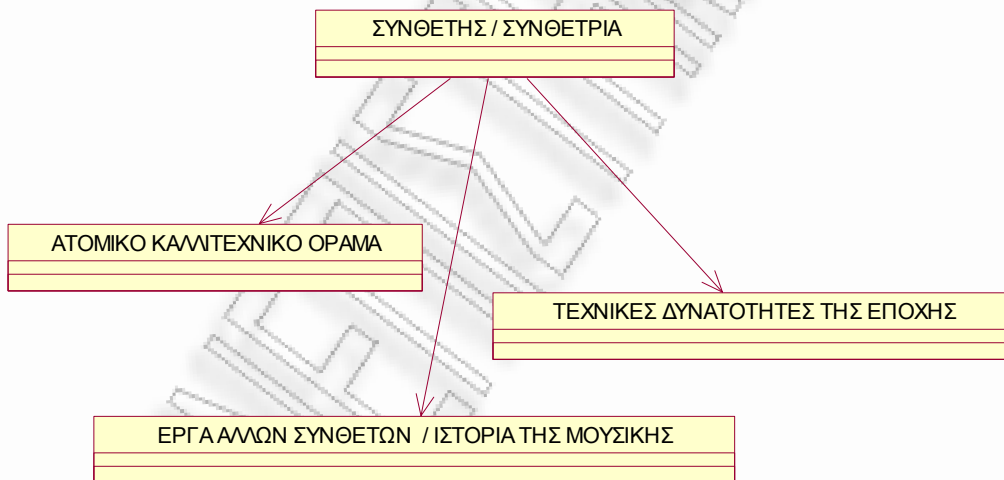 ΣΥΝΘΕΤΗΣ / ΣΥΝΘΕΤΡΙΑ
ΑΤΟΜΙΚΟ ΚΑΛΛΙΤΕΧΝΙΚΟ ΟΡΑΜΑ
ΤΕΧΝΙΚΕΣ ΔΥΝΑΤΟΤΗΤΕΣ ΤΗΣ ΕΠΟΧΗΣ
ΕΡΓΑ ΑΛΛΩΝ ΣΥΝΘΕΤΩΝ / ΙΣΤΟΡΙΑ ΤΗΣ ΜΟΥΣΙΚΗΣ